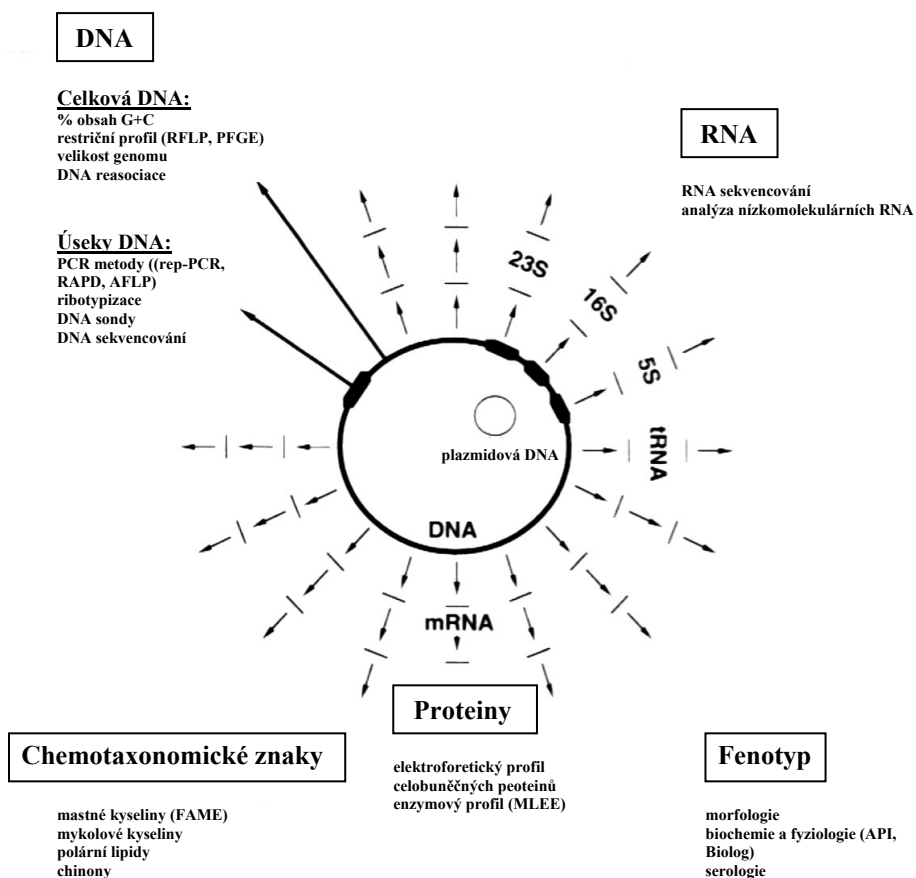 DNA
Celková DNA:
% obsah G+C
restriční profil (RFLP, PFGE)
velikost genomu
DNA reasociace
Úseky DNA:
PCR metody ((rep-PCR,
RAPD, AFLP)
ribotypizace
DNA sondy
DNA sekvencování
RNA
RNA sekvencování
analýza nízkomolekulárních RNA
23S
16S
5S
tRNA
plazmidová DNA
DNA
mRNA
Proteiny
elektroforetický profil
celobuněčných peoteinů
enzymový profil (MLEE)
Chemotaxonomické znaky
mastné kyseliny (FAME)
mykolové kyseliny
polární lipidy
chinony
Fenotyp
morfologie
biochemie a fyziologie (API,
Biolog)
serologie